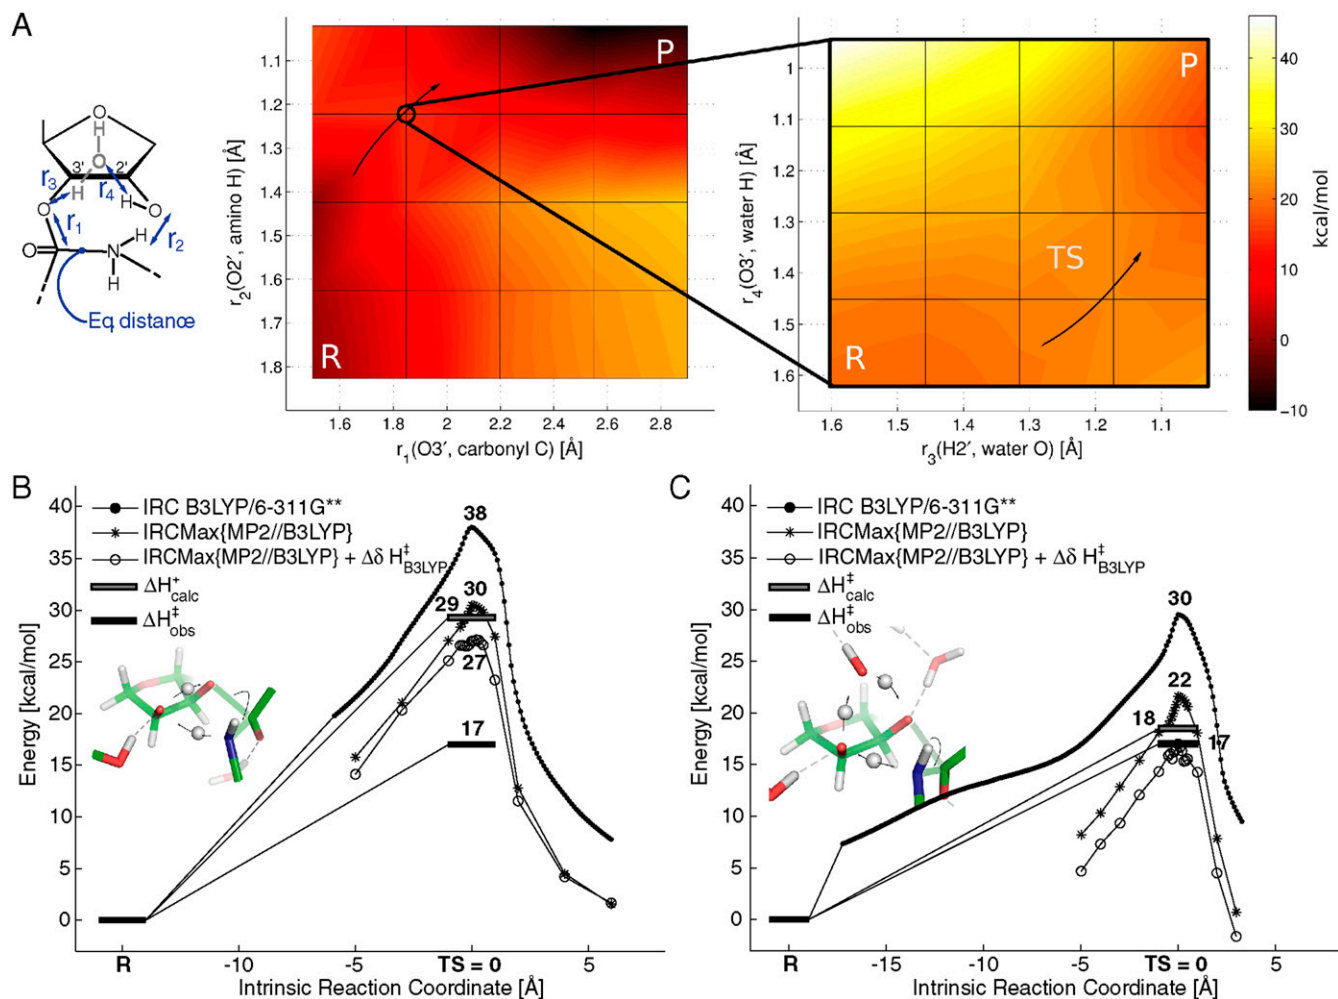 A
O
H
O
3' 2'
r3 H r4 H
O O
r1 H r2
O N
H
Eq distance
P
R
1.1
1.2
1.3
1.4
1.5
1.6
1.7
1.8
r2(O2′, amino H) [Å]
1.6 1.8 2 2.2 2.4 2.6 2.8
r1(O3′, carbonyl C) [Å]
P
TS
R
1
1.1
1.2
1.3
1.4
1.5
1.6
r4(O3′, water H) [Å]
1.6 1.5 1.4 1.3 1.2 1.1
r3(H2′, water O) [Å]
40
30
20
10
0
−10
kcal/mol
B
IRC B3LYP/6-311G**
IRCMax{MP2//B3LYP}
IRCMax{MP2//B3LYP} + Δδ H‡B3LYP
ΔH+calc
ΔH‡obs
38
29 30
27
17
40
35
30
25
20
15
10
5
0
Energy [kcal/mol]
R -10 -5 TS = 0 5
Intrinsic Reaction Coordinate [Å]
C
IRC B3LYP/6-311G**
IRCMax{MP2//B3LYP}
IRCMax{MP2//B3LYP} + Δδ H‡B3LYP
ΔH‡calc
ΔH‡obs
30
22
18
17
40
35
30
25
20
15
10
5
0
Energy [kcal/mol]
R -15 -10 -5 TS = 0 5
Intrinsic Reaction Coordinate [Å]